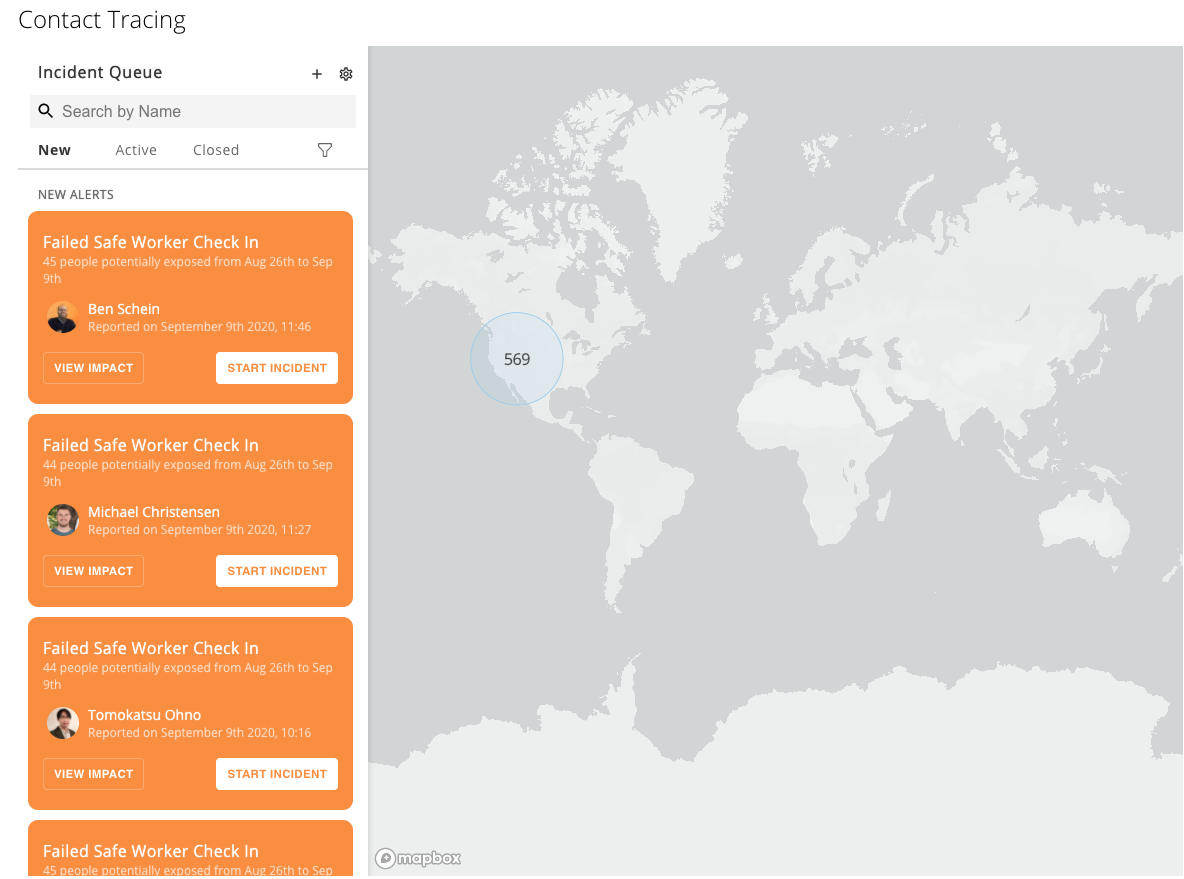 Contact Tracing
Incident Queue
Search by Name
New Active Closed
NEW ALERTS
Failed Safe Worker Check In
45 people potentially exposed from Aug 26th to Sep
9th
Ben Schein
Reported on September 9th 2020, 11:46
VIEW IMPACT START INCIDENT
Failed Safe Worker Check In
44 people potentially exposed from Aug 26th to Sep
9th
Michael Christensen
Reported on September 9th 2020, 11:27
VIEW IMPACT START INCIDENT
Failed Safe Worker Check In
44 people potentially exposed from Aug 26th to Sep
9th
Tomokatsu Ohno
Reported on September 9th 2020, 10:16
VIEW IMPACT START INCIDENT
Failed Safe Worker Check In
45 people potentially exposed from Aug 26th to Sep
569
mapbox